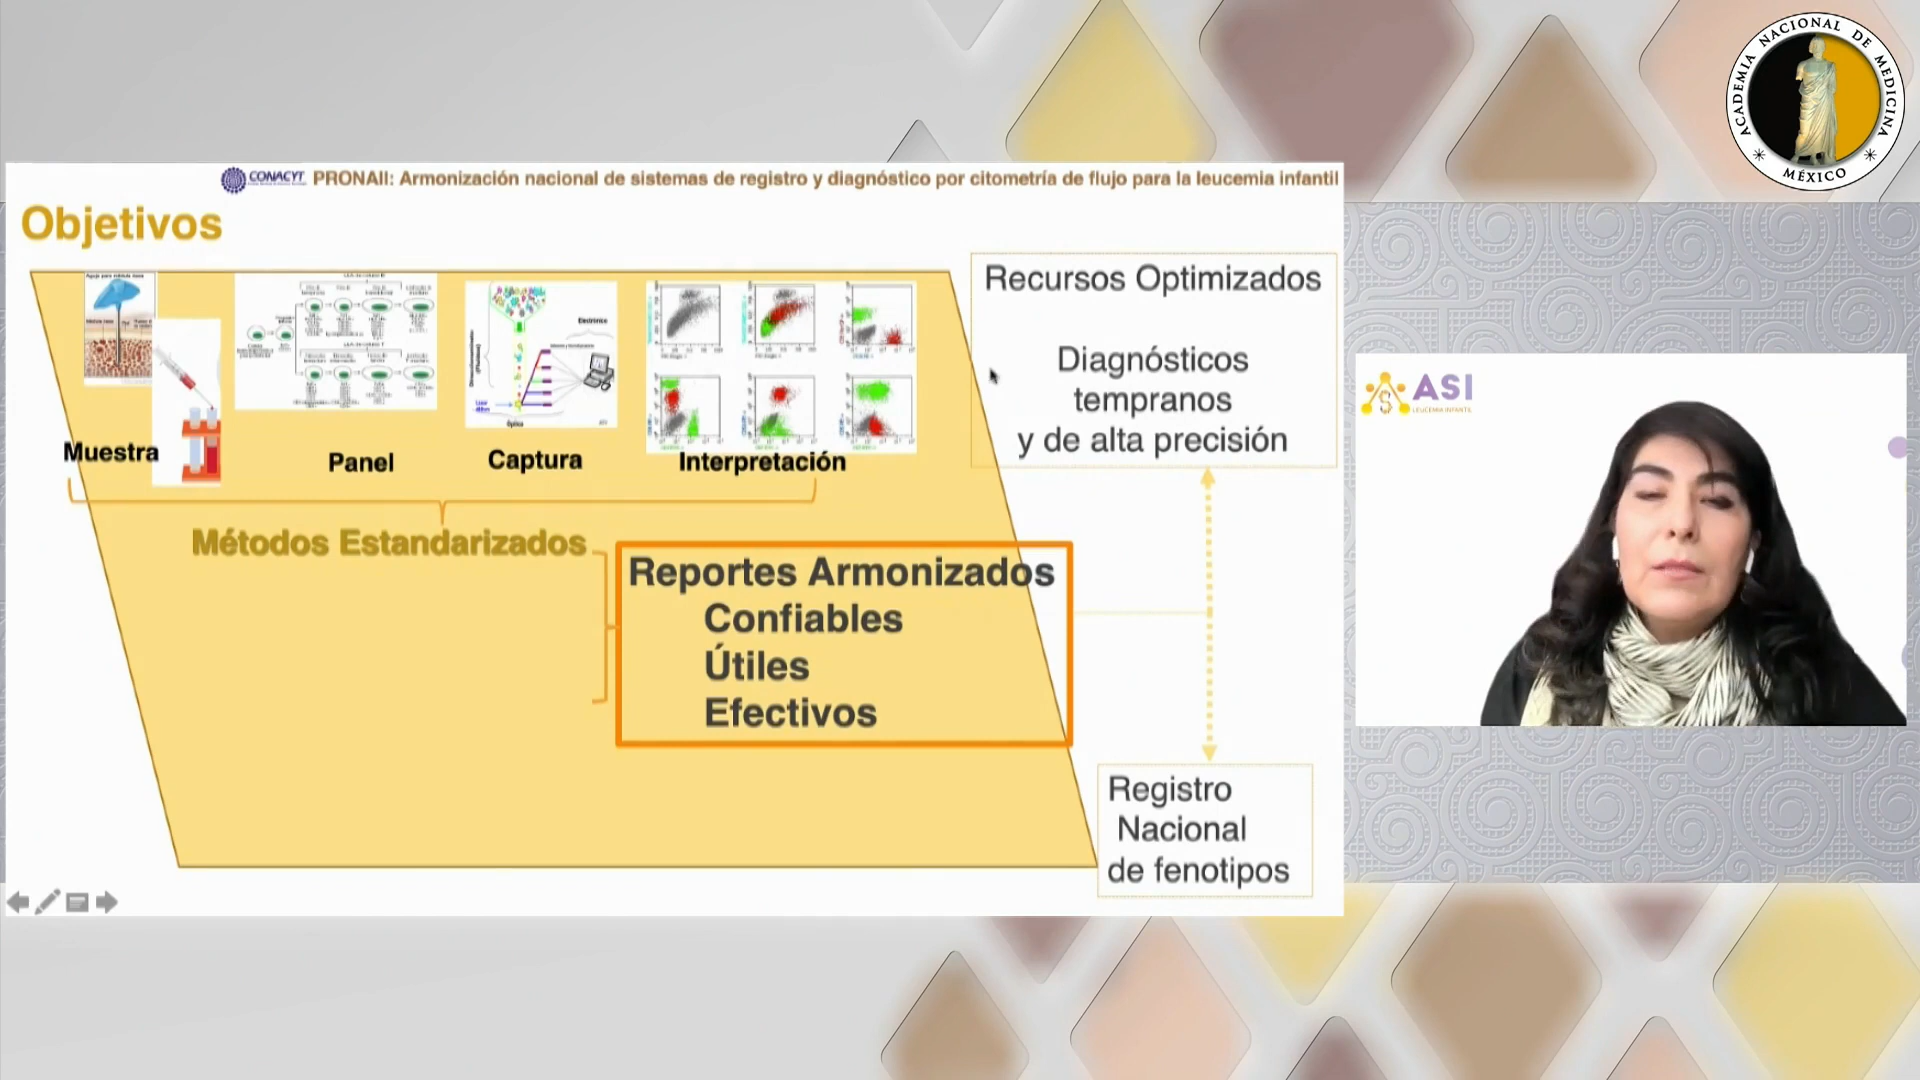 ACADEMIA NACIONAL DE MEDICINA
MÉXICO
CONACYT
PRONAII: Armonización nacional de sistemas de registro y diagnóstico por citometría de flujo para la leucemia infantil
Objetivos
Recursos Optimizados
Diagnósticos
tempranos
y de alta precisión
Muestra
Panel
Captura
Interpretación
Métodos Estandarizados
Reportes Armonizados
Confiables
Útiles
Efectivos
Registro
Nacional
de fenotipos
ASI
LEUCEMIA INFANTIL